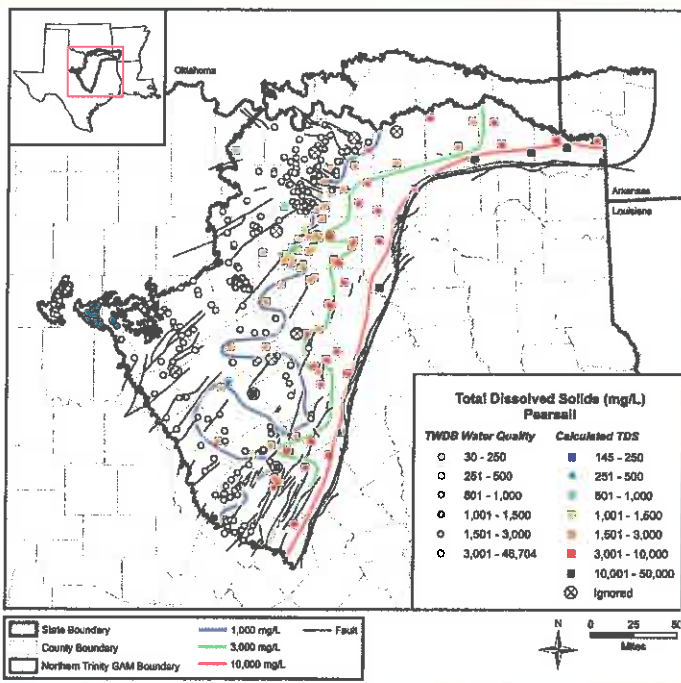 Oklahoma
Arkansas
Louisiana
Total Dissolved Solids (mg/L)
Pearsall
TWDB Water Quality Calculated TDS
30 - 250 145 - 250
251 - 500 251 - 500
501 - 1,000 501 - 1,000
1,001 - 1,500 1,001 - 1,500
1,501 - 3,000 1,501 - 3,000
3,001 - 46,704 3,001 - 10,000
10,001 - 50,000
Ignored
State Boundary 1,000 mg/L Fault
County Boundary 3,000 mg/L
Northern Trinity GAM Boundary 10,000 mg/L
N
0 25 50
Miles